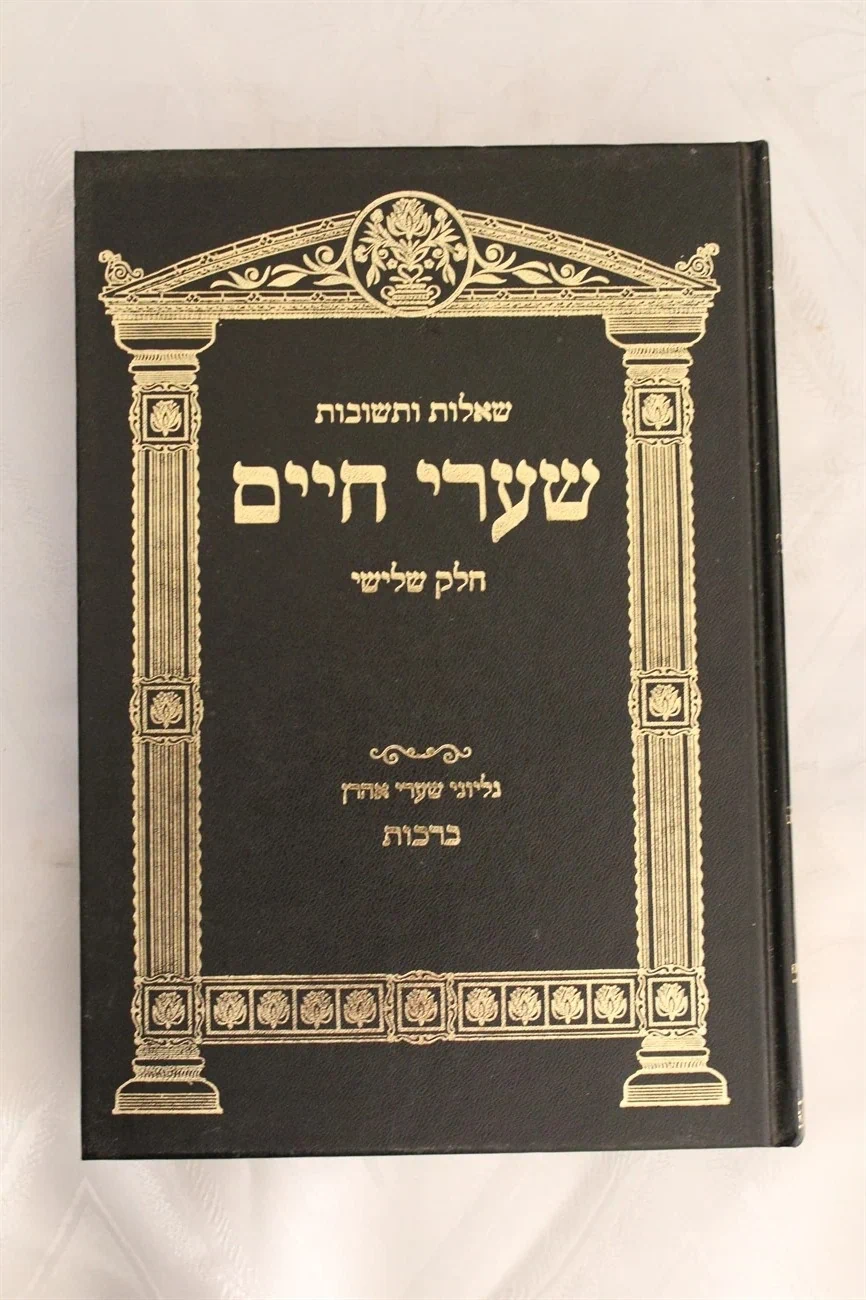 שאלות ותשובות
שערי חיים
חלק שלישי
גליוני שערי אהרן
ברכות